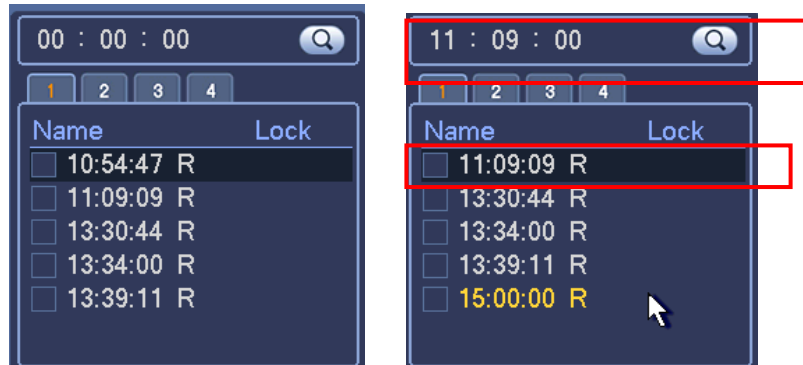 00 : 00 : 00
1 2 3 4
Name Lock
10:54:47 R
11:09:09 R
13:30:44 R
13:34:00 R
13:39:11 R
11 : 09 : 00
1 2 3 4
Name Lock
11:09:09 R
13:30:44 R
13:34:00 R
13:39:11 R
15:00:00 R